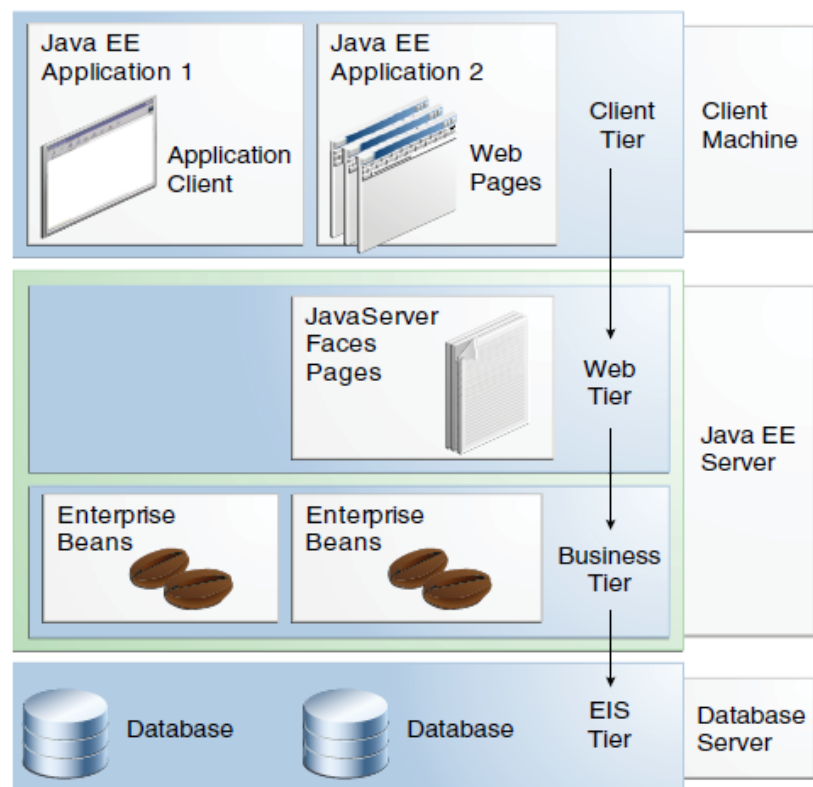 Java EE
Application 1
Application
Client
Java EE
Application 2
Web
Pages
Client
Tier
Client
Machine
JavaServer
Faces
Pages
Web
Tier
Java EE
Server
Enterprise
Beans
Enterprise
Beans
Business
Tier
Database
Database
EIS
Tier
Database
Server